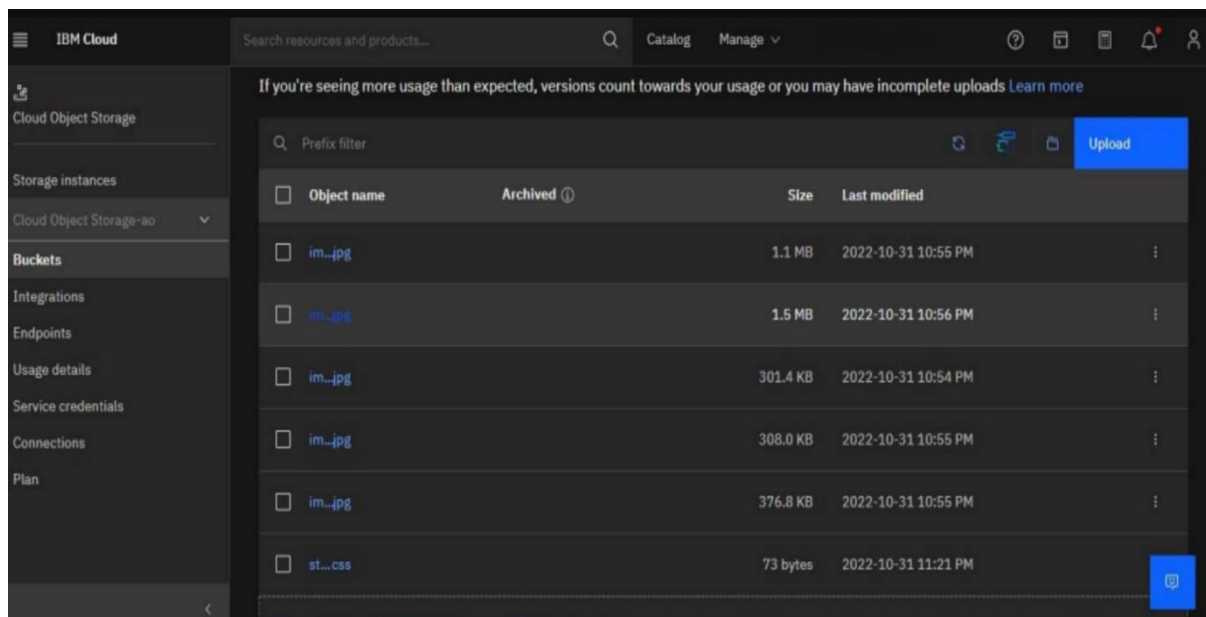 IBM Cloud
Search resources and products...
Catalog
Manage
Cloud Object Storage
Storage instances
Cloud Object Storage-ao
Buckets
Integrations
Endpoints
Usage details
Service credentials
Connections
Plan
If you're seeing more usage than expected, versions count towards your usage or you may have incomplete uploads Learn more
Prefix filter
Upload
Object name Archived Size Last modified
im...jpg 1.1 MB 2022-10-31 10:55 PM
im...jpg 1.5 MB 2022-10-31 10:56 PM
im...jpg 301.4 KB 2022-10-31 10:54 PM
im...jpg 308.0 KB 2022-10-31 10:55 PM
im...jpg 376.8 KB 2022-10-31 10:55 PM
st...css 73 bytes 2022-10-31 11:21 PM